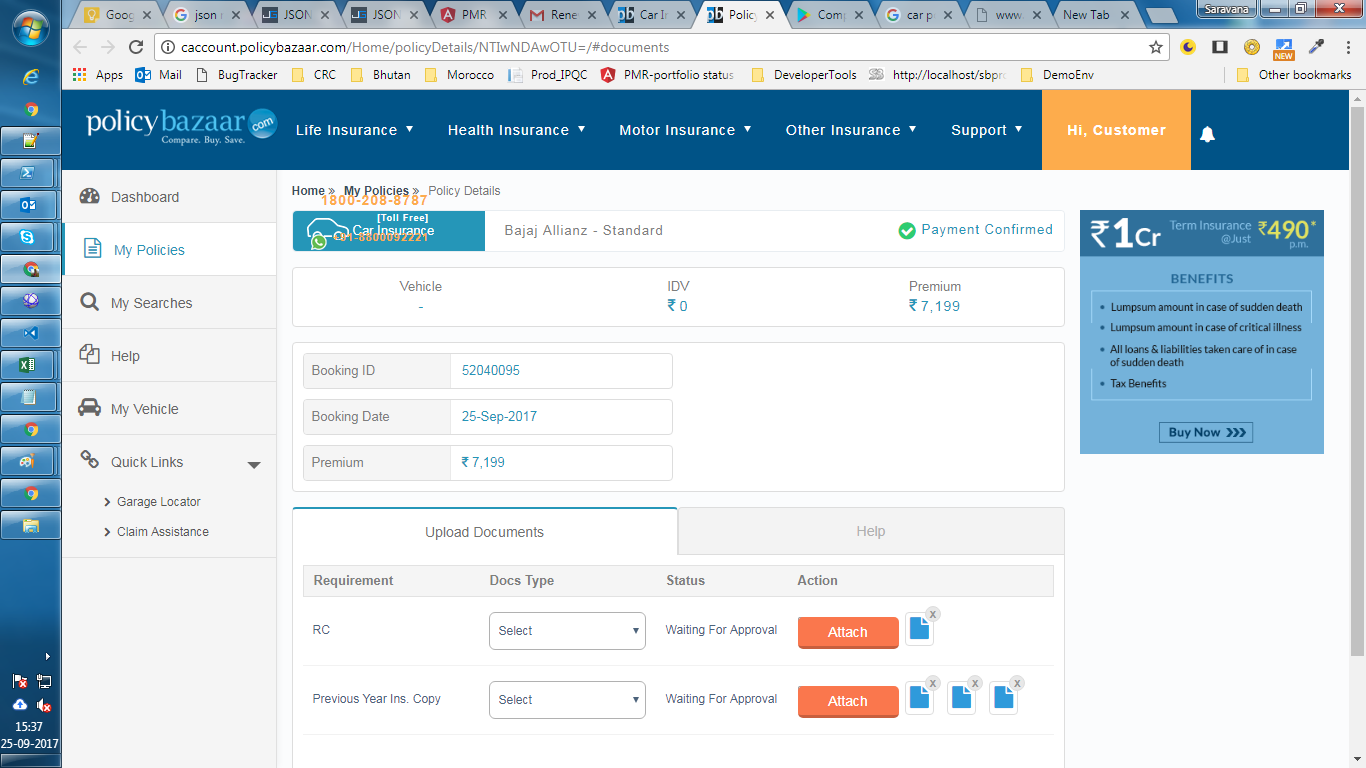 Goog
json r
JSON
JSON
PMR
Rene
Car In
Policy
Comp
car p
www.
New Tab
Saravana
caccount.policybazaar.com/Home/policyDetails/NTIwNDAwOTU=/#documents
NEW
Apps
Mail
BugTracker
CRC
Bhutan
Morocco
Prod_IPQC
PMR-portfolio status
DeveloperTools
http://localhost/sbpro
DemoEnv
Other bookmarks
policybazaar.com
Compare. Buy. Save.
Life Insurance
Health Insurance
Motor Insurance
Other Insurance
Support
Hi, Customer
Dashboard
My Policies
My Searches
Help
My Vehicle
Quick Links
Garage Locator
Claim Assistance
Home » My Policies » Policy Details
1800-208-8787
[Toll Free]
Car Insurance
+91-8800092221
Bajaj Allianz - Standard
Payment Confirmed
Vehicle IDV Premium
- ₹ 0 ₹ 7,199
Booking ID 52040095
Booking Date 25-Sep-2017
Premium ₹ 7,199
Upload Documents
Help
Requirement Docs Type Status Action
RC Select Waiting For Approval Attach x
Previous Year Ins. Copy Select Waiting For Approval Attach x x x
₹1Cr Term Insurance @Just ₹490* p.m.
BENEFITS
• Lumpsum amount in case of sudden death
• Lumpsum amount in case of critical illness
• All loans & liabilities taken care of in case
of sudden death
• Tax Benefits
Buy Now
15:37
25-09-2017